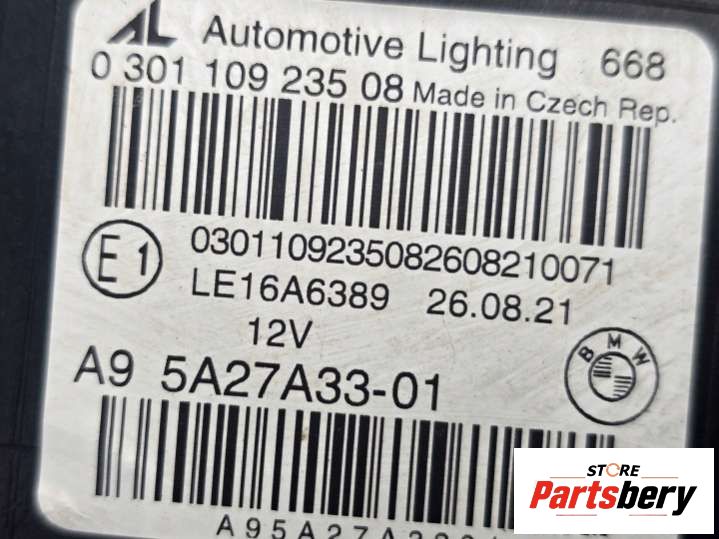 AL Automotive Lighting 668
0 301 109 235 08 Made in Czech Rep.
0301109235082608210071
E1
LE16A6389 26.08.21
12V
BMW
A9 5A27A33-01
STORE
Partsbery